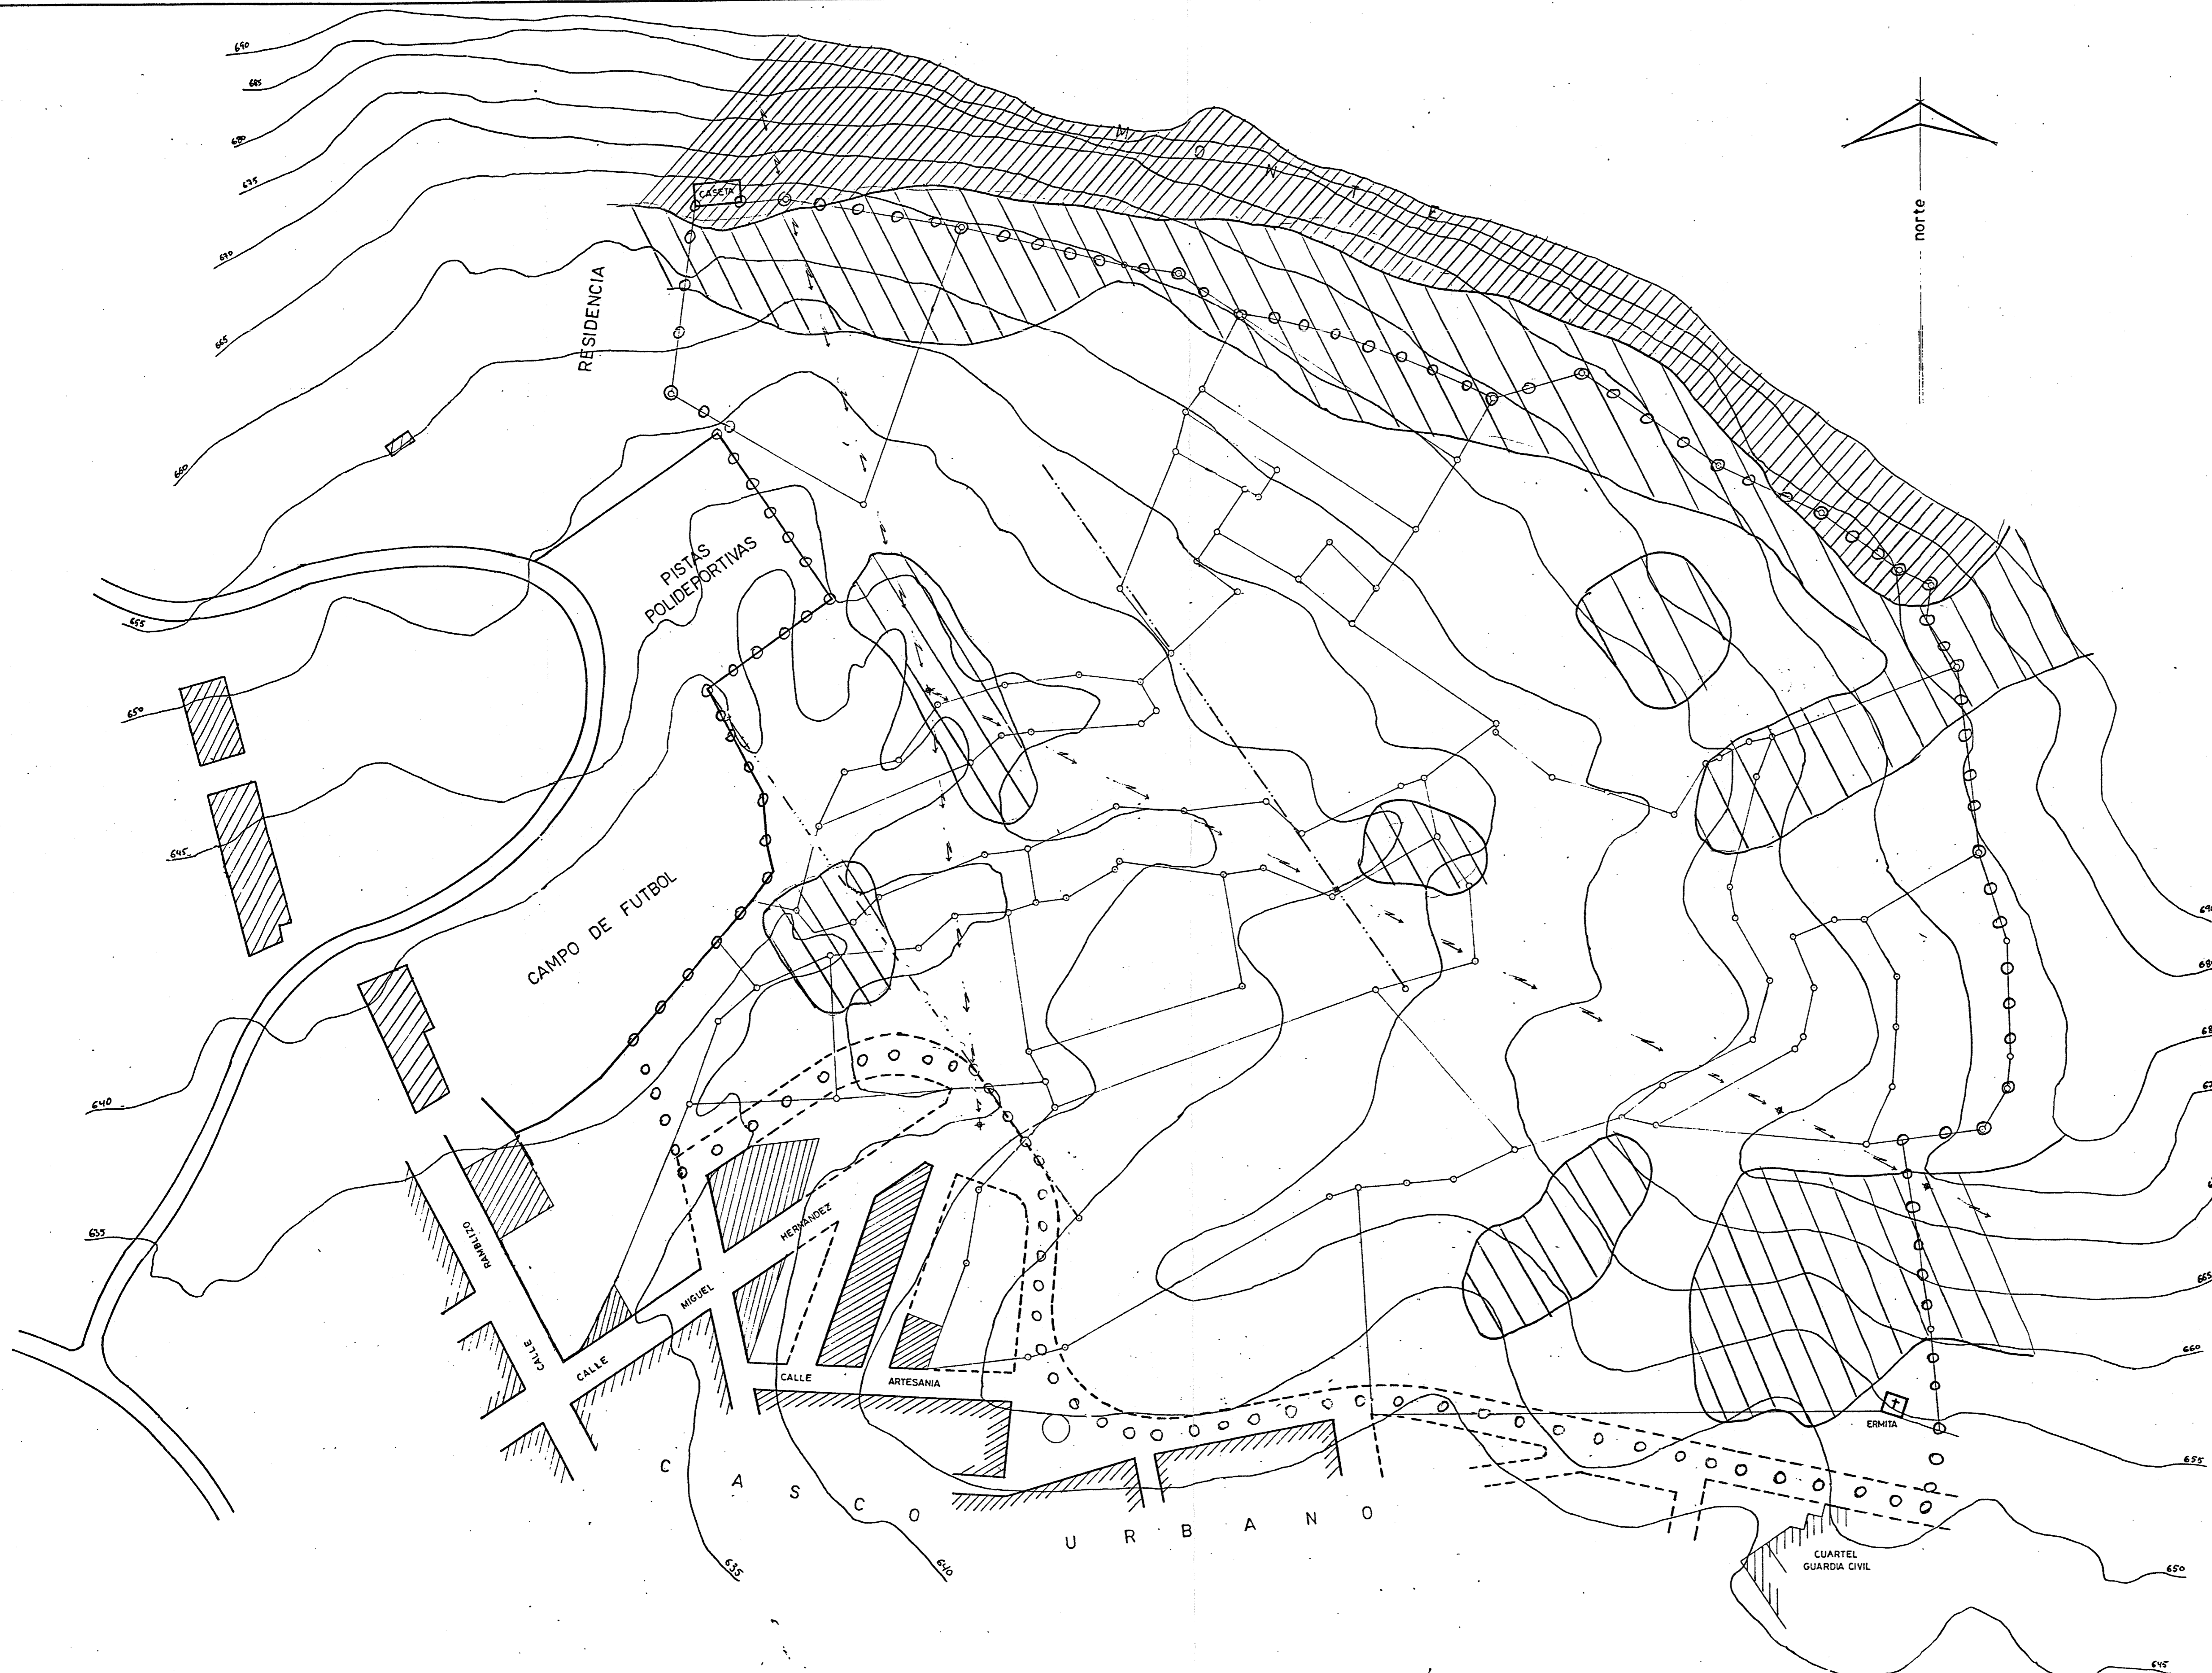 690
685
680
675
670
665
660
655
650
645
640
635
M O N T E
norte
CASETA
RESIDENCIA
PISTAS
POLIDEPORTIVAS
CAMPO DE FUTBOL
RAMBLIZO
CALLE
CALLE MIGUEL HERNANDEZ
CALLE ARTESANIA
C A S C O
U R B A N O
635
640
ERMITA
CUARTEL
GUARDIA CIVIL
665
660
655
650
645